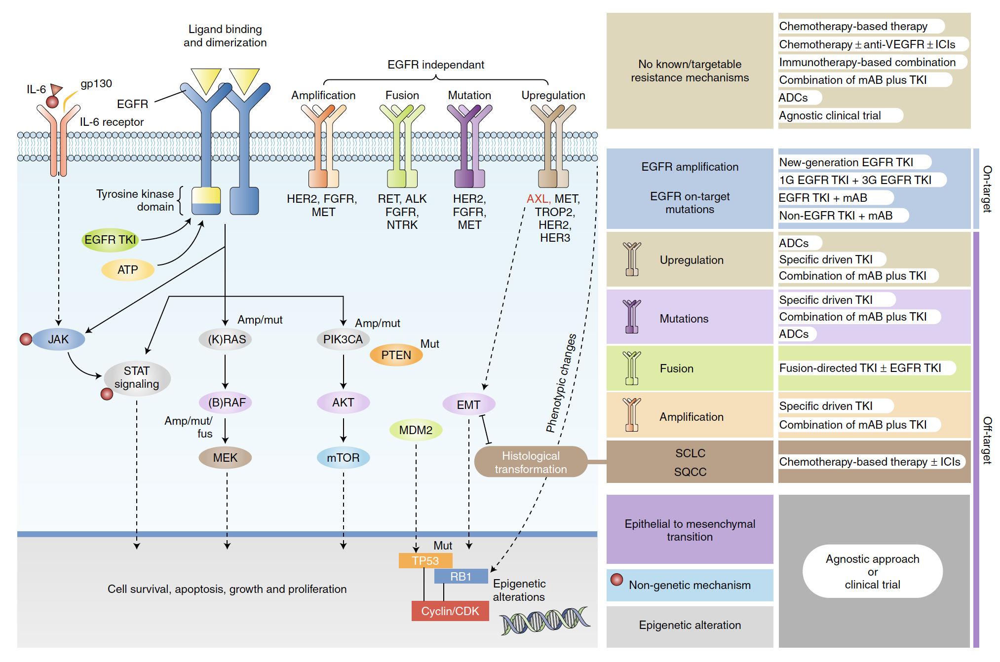 Ligand binding
and dimerization
IL-6
gp130
EGFR
IL-6 receptor
EGFR independant
Amplification
Fusion
Mutation
Upregulation
Tyrosine kinase
domain
HER2, FGFR,
MET
RET, ALK
FGFR,
NTRK
HER2,
FGFR,
MET
AXL, MET,
TROP2,
HER2,
HER3
EGFR TKI
ATP
JAK
STAT
signaling
Amp/mut
(K)RAS
(B)RAF
Amp/mut/
fus
MEK
Amp/mut
PIK3CA
Mut
PTEN
AKT
mTOR
MDM2
EMT
Phenotypic changes
Histological
transformation
Mut
TP53
RB1
Cyclin/CDK
Epigenetic
alterations
Cell survival, apoptosis, growth and proliferation
No known/targetable
resistance mechanisms
Chemotherapy-based therapy
Chemotherapy ± anti-VEGFR ± ICIs
Immunotherapy-based combination
Combination of mAB plus TKI
ADCs
Agnostic clinical trial
EGFR amplification
EGFR on-target
mutations
New-generation EGFR TKI
1G EGFR TKI + 3G EGFR TKI
EGFR TKI + mAB
Non-EGFR TKI + mAB
On-target
Upregulation
ADCs
Specific driven TKI
Combination of mAB plus TKI
Mutations
Specific driven TKI
Combination of mAB plus TKI
ADCs
Fusion
Fusion-directed TKI ± EGFR TKI
Amplification
Specific driven TKI
Combination of mAB plus TKI
SCLC
SQCC
Chemotherapy-based therapy ± ICIs
Off-target
Epithelial to mesenchymal
transition
Non-genetic mechanism
Epigenetic alteration
Agnostic approach
or
clinical trial